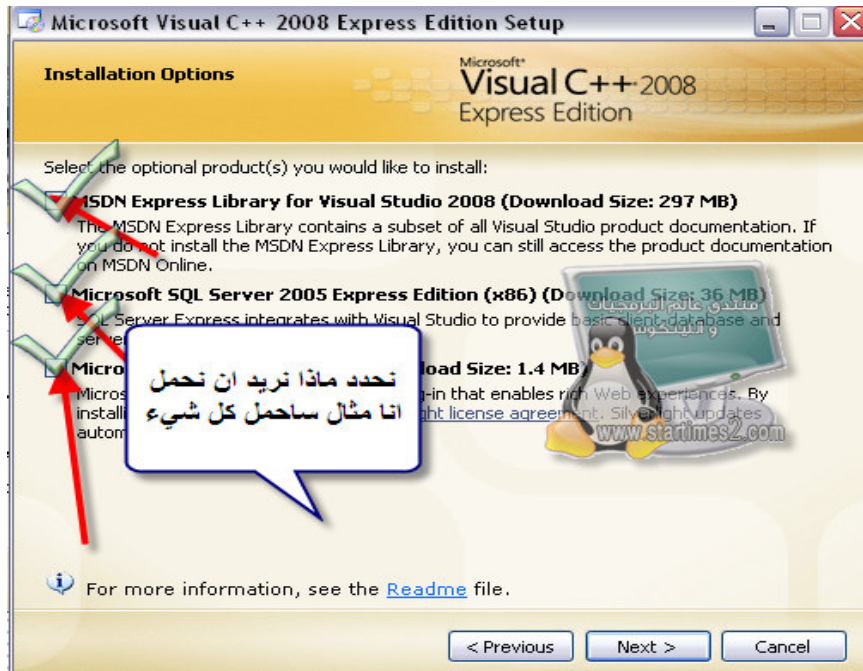 Microsoft Visual C++ 2008 Express Edition Setup
Installation Options
Microsoft®
Visual C++ 2008
Express Edition
Select the optional product(s) you would like to install:
MSDN Express Library for Visual Studio 2008 (Download Size: 297 MB)
The MSDN Express Library contains a subset of all Visual Studio product documentation. If
you do not install the MSDN Express Library, you can still access the product documentation
on MSDN Online.
Microsoft SQL Server 2005 Express Edition (x86) (Download Size: 36 MB)
SQL Server Express integrates with Visual Studio to provide basic client-database and
منتدى عالم البرمجيات
و اللينكوس
load Size: 1.4 MB)
-in that enables rich Web experiences. By
license agreement. Silverlight updates
نحدد ماذا نريد ان نحمل
انا مثال ساحمل كل شيء
www.startimes2.com
For more information, see the Readme file.
< Previous
Next >
Cancel